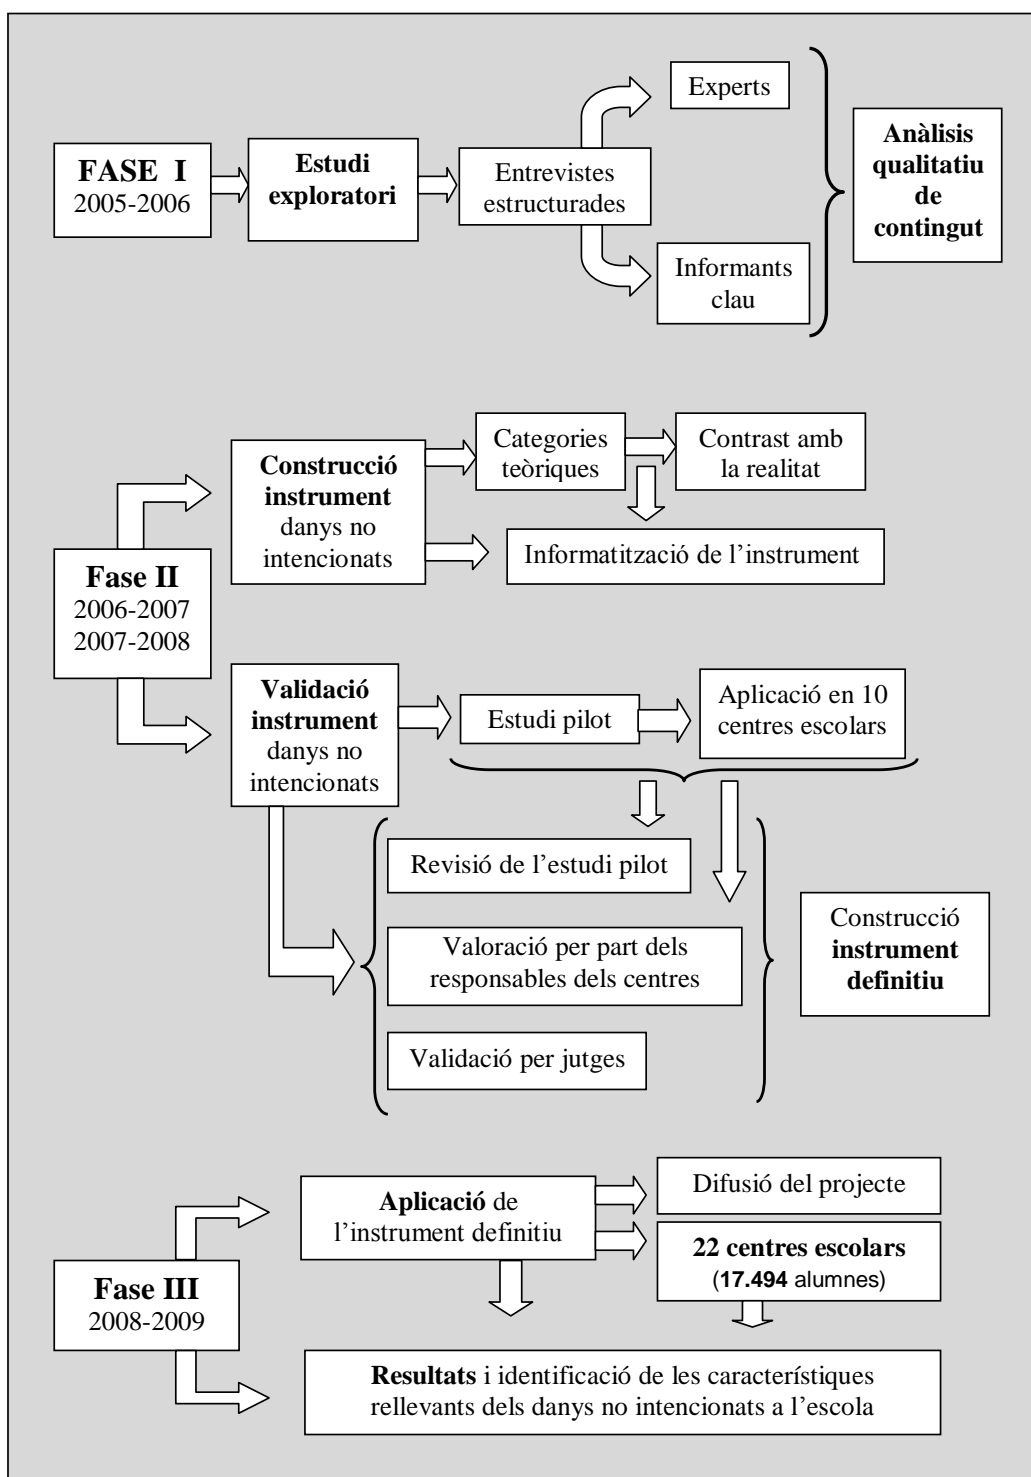 FASE I
2005-2006
Estudi
exploratori
Entrevistes
estructurades
Experts
Informants
clau
Anàlisis
qualitatiu
de
contingut
Fase II
2006-2007
2007-2008
Construcció
instrument
danys no
intencionats
Categories
teòriques
Contrast amb
la realitat
Informatització de l’instrument
Validació
instrument
danys no
intencionats
Estudi pilot
Aplicació en 10
centres escolars
Revisió de l’estudi pilot
Valoració per part dels
responsables dels centres
Validació per jutges
Construcció
instrument
definitiu
Fase III
2008-2009
Aplicació de
l’instrument definitiu
Difusió del projecte
22 centres escolars
(17.494 alumnes)
Resultats i identificació de les característiques
rellevants dels danys no intencionats a l’escola